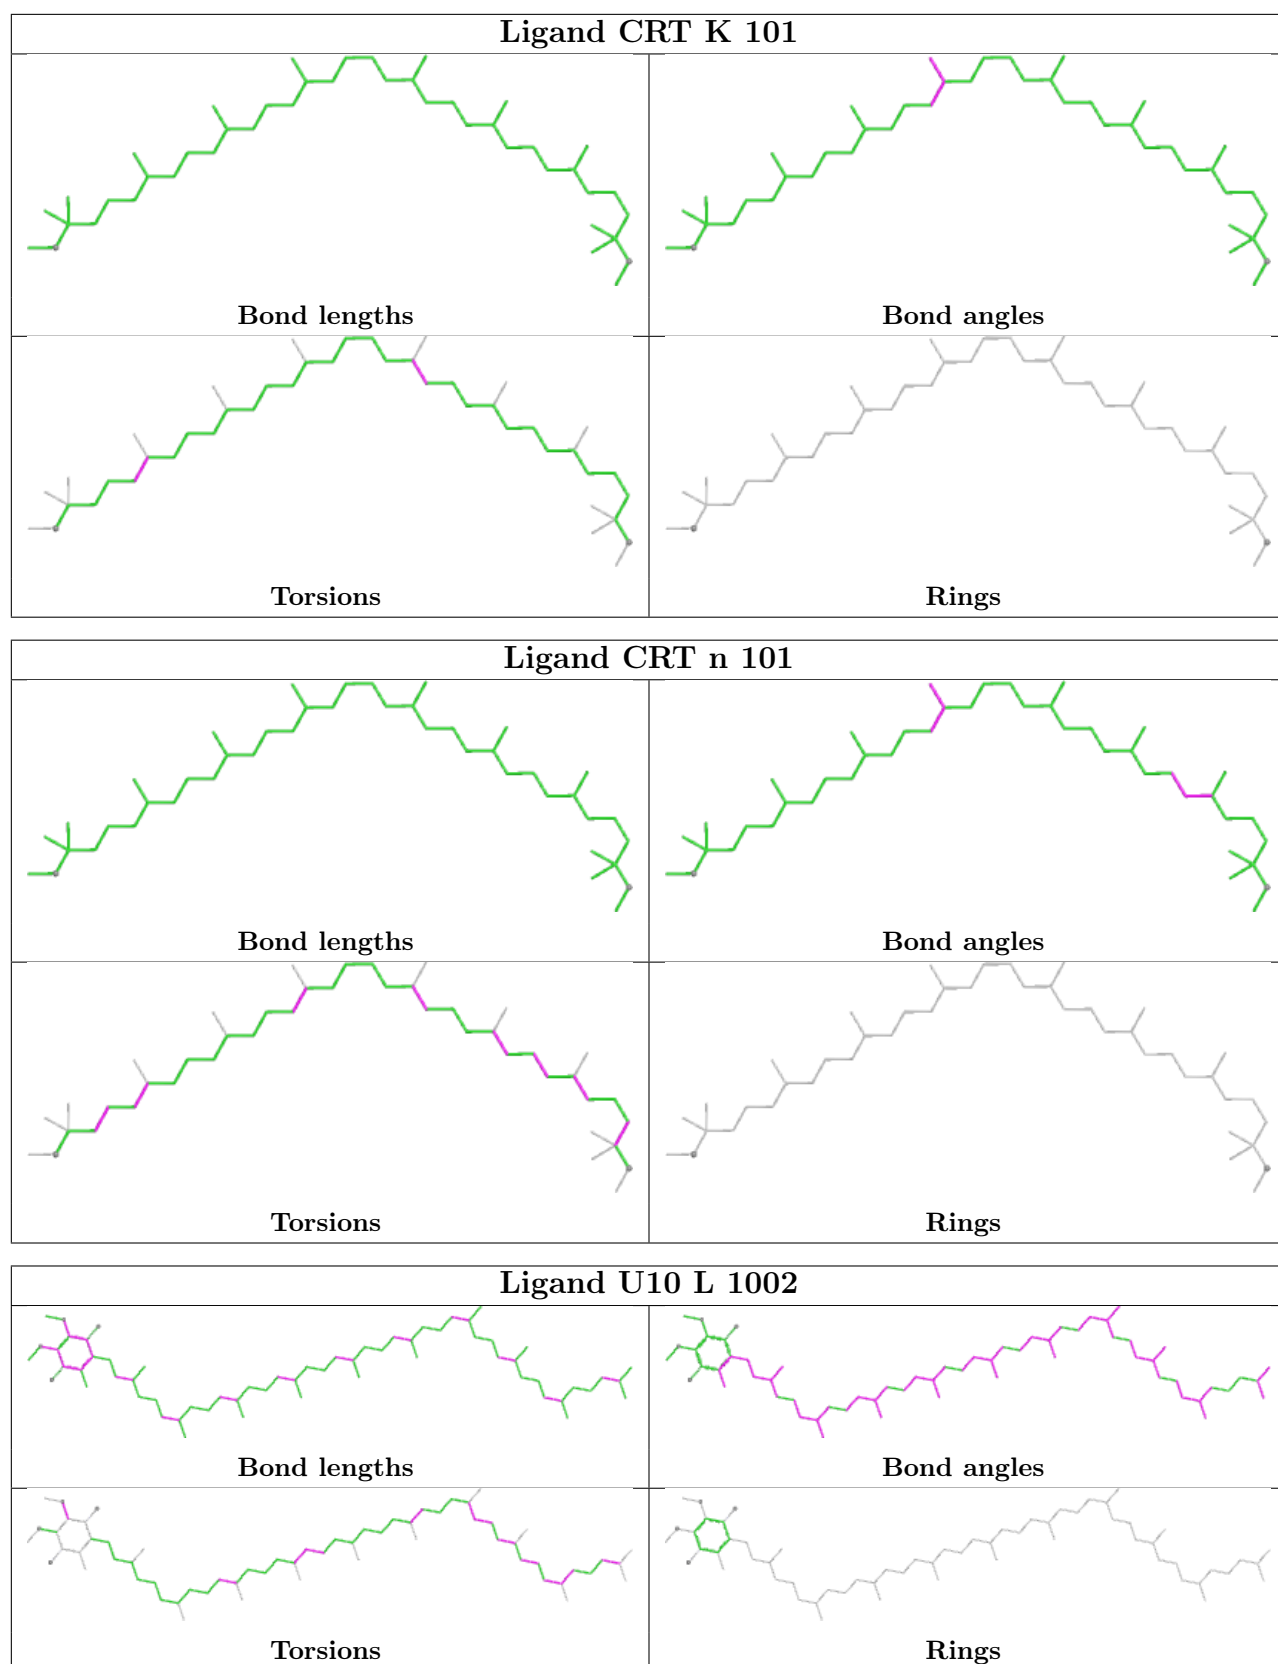 Ligand CRT K 101
Bond lengths
Bond angles
Torsions
Rings
Ligand CRT n 101
Bond lengths
Bond angles
Torsions
Rings
Ligand U10 L 1002
Bond lengths
Bond angles
Torsions
Rings